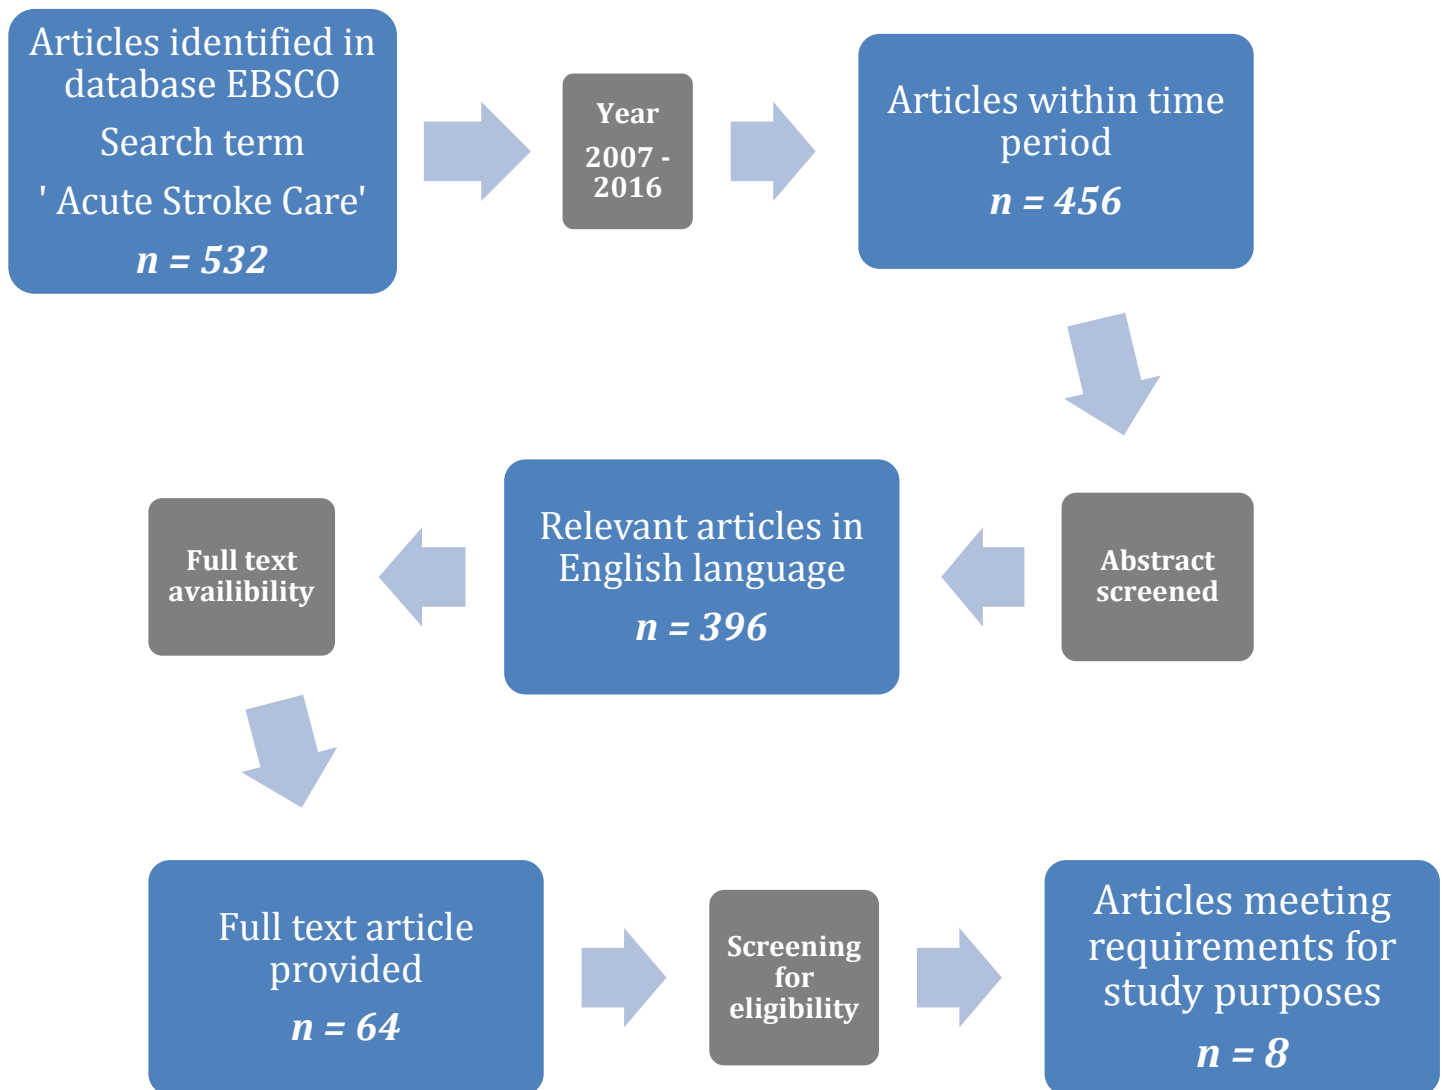 Articles identified in
database EBSCO
Search term
' Acute Stroke Care'
n = 532
Year
2007 -
2016
Articles within time
period
n = 456
Abstract
screened
Relevant articles in
English language
n = 396
Full text
availibility
Full text article
provided
n = 64
Screening
for
eligibility
Articles meeting
requirements for
study purposes
n = 8